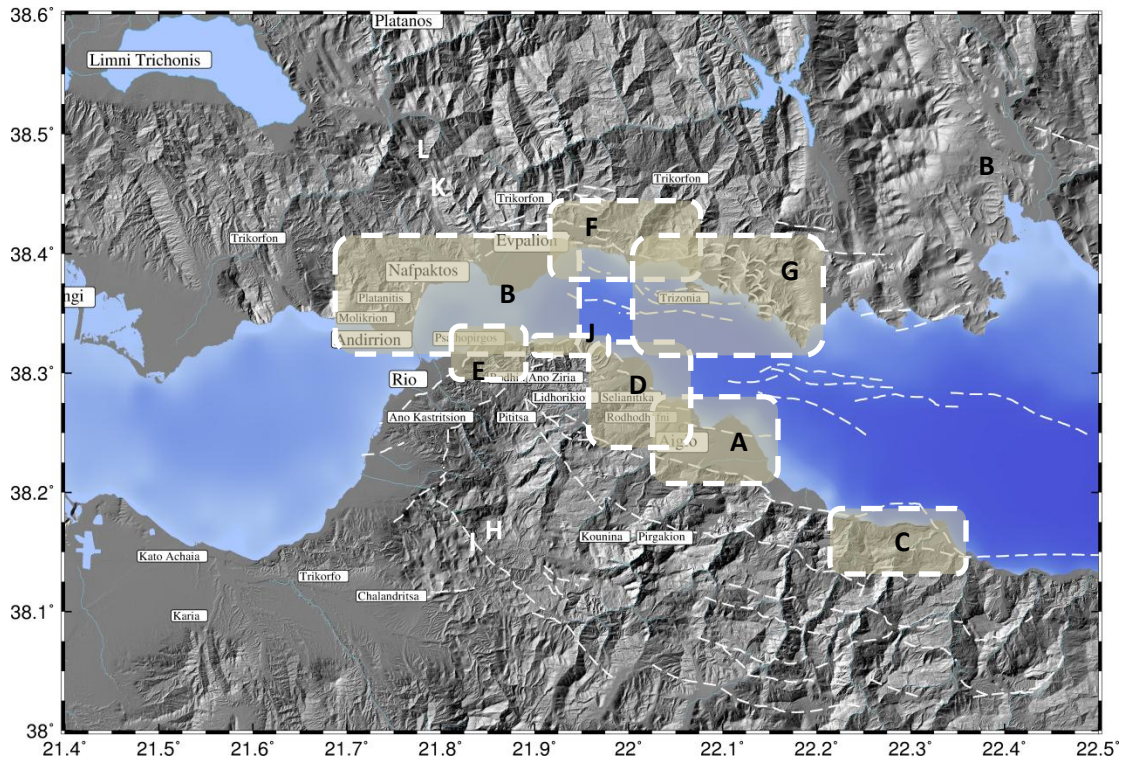 38.6˚
Platanos
Limni Trichonis
38.5˚
L
B
K
Trikorfon
Trikorfon
Trikorfon
F
Evpalion
38.4˚
Nafpaktos
G
B
Platanitis
Trizonia
Molikrion
ngi
Andirrion
J
38.3˚
Rio
E
Ano Ziria
D
Lidhorikio
Selianitika
Ano Kastritsion
Pititsa
A
Aigio
38.2˚
H
Kounina
Pirgakion
C
Kato Achaia
Trikorfo
Chalandritsa
38.1˚
Karia
38˚
21.4˚ 21.5˚ 21.6˚ 21.7˚ 21.8˚ 21.9˚ 22˚ 22.1˚ 22.2˚ 22.3˚ 22.4˚ 22.5˚